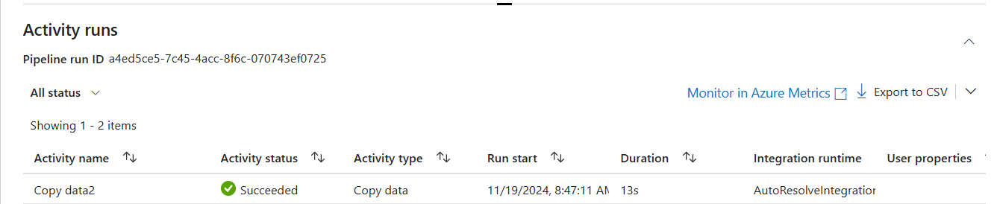 Activity runs
Pipeline run ID a4ed5ce5-7c45-4acc-8f6c-070743ef0725
All status
Monitor in Azure Metrics Export to CSV
Showing 1 - 2 items
Activity name Activity status Activity type Run start Duration Integration runtime User properties
Copy data2 Succeeded Copy data 11/19/2024, 8:47:11 AM 13s AutoResolveIntegration